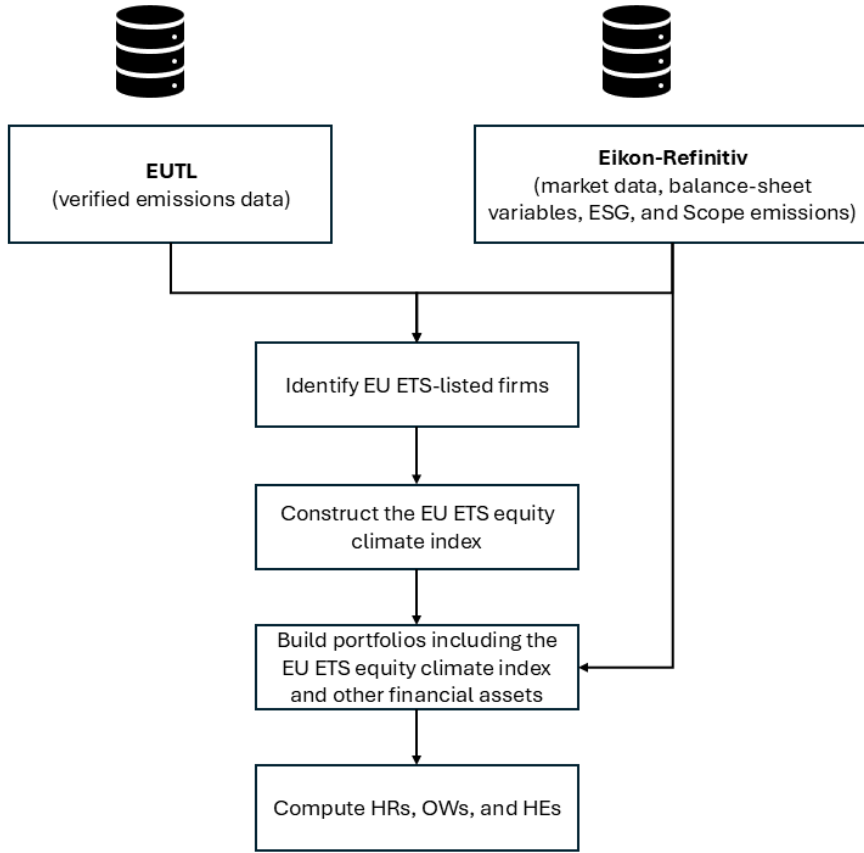 EUTL
(verified emissions data)
Eikon-Refinitiv
(market data, balance-sheet
variables, ESG, and Scope emissions)
Identify EU ETS-listed firms
Construct the EU ETS equity
climate index
Build portfolios including the
EU ETS equity climate index
and other financial assets
Compute HRs, OWs, and HEs